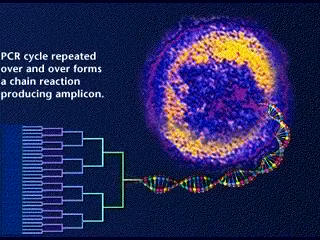 PCR cycle repeated
over and over forms
a chain reaction
producing amplicon.